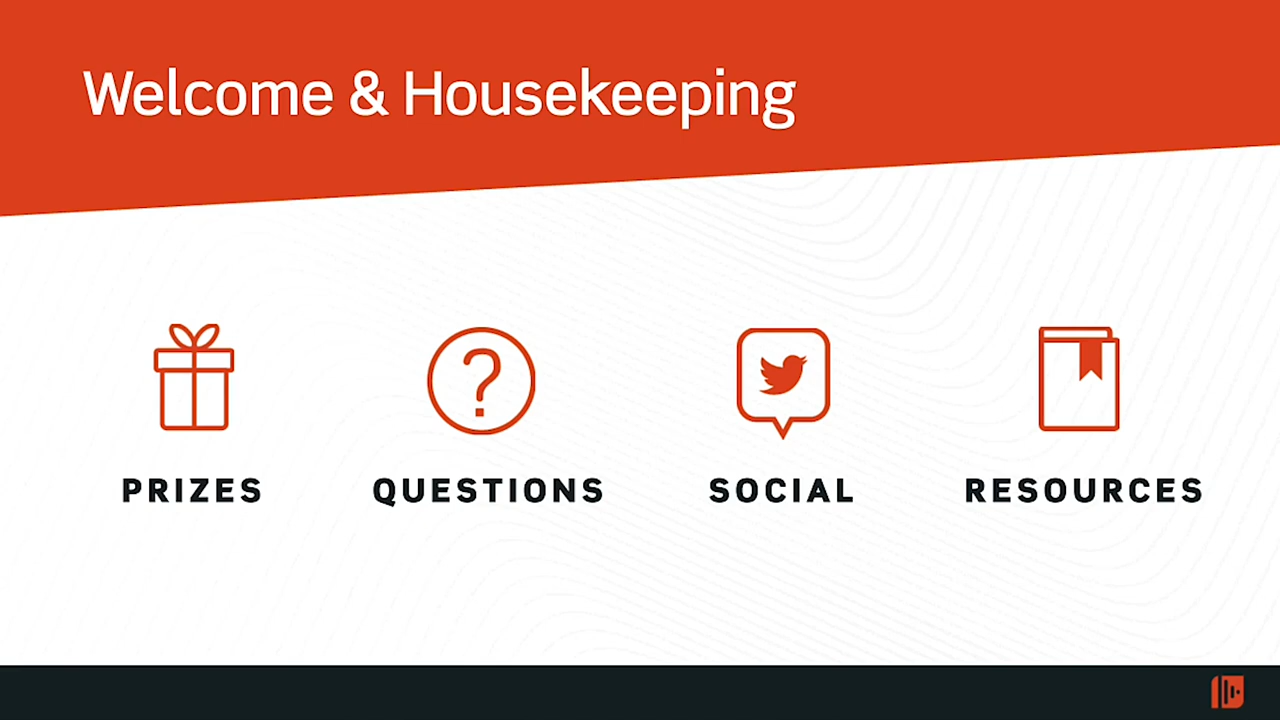 Welcome & Housekeeping
PRIZES
QUESTIONS
SOCIAL
RESOURCES